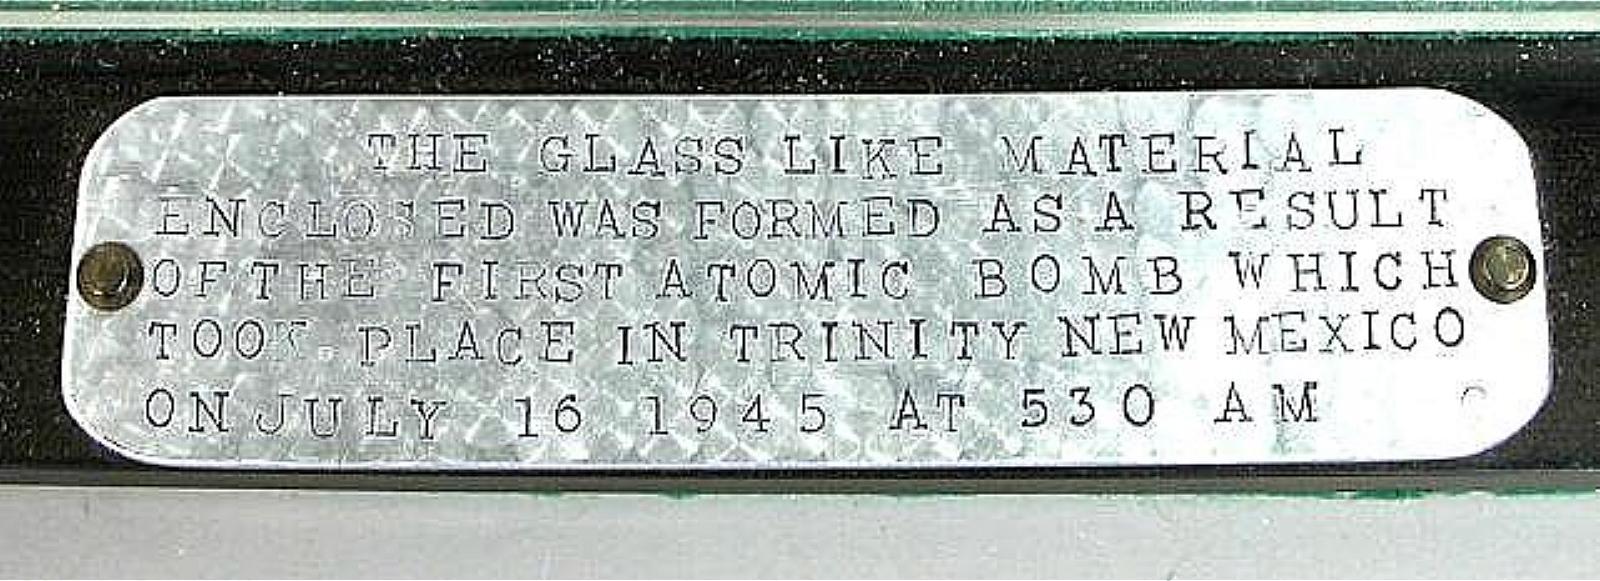 THE GLASS LIKE MATERIAL
ENCLOSED WAS FORMED AS A RESULT
OF THE FIRST ATOMIC BOMB WHICH
TOOK PLACE IN TRINITY NEW MEXICO
ON JULY 16 1945 AT 530 AM